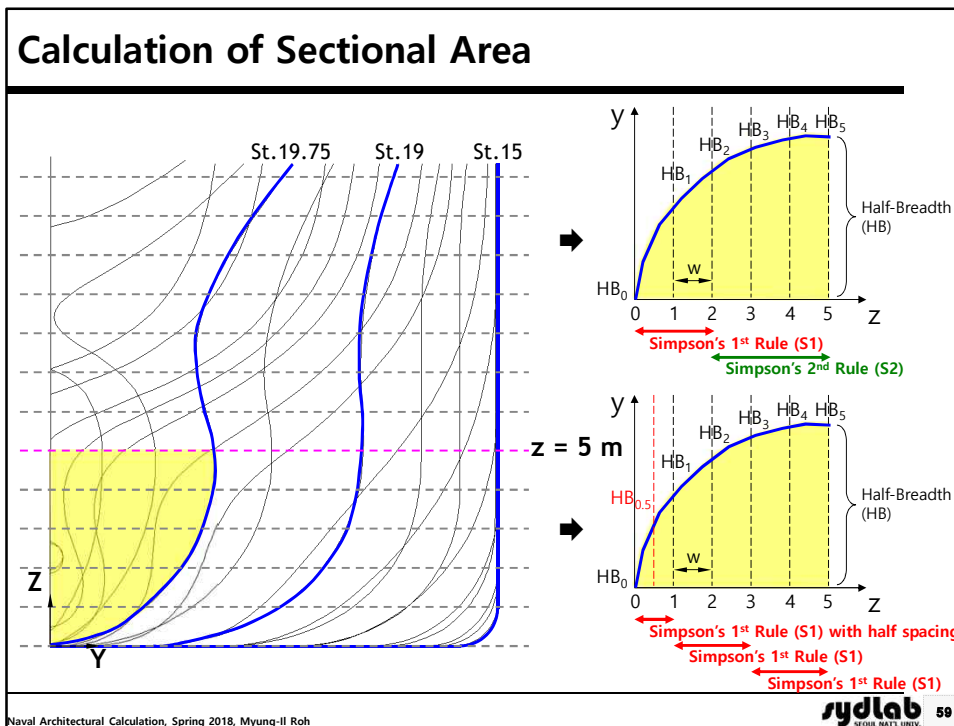 Calculation of Sectional Area
St.19.75
St.19
St.15
z = 5 m
Z
Y
y
HB0
HB1
HB2
HB3
HB4
HB5
w
Half-Breadth
(HB)
0 1 2 3 4 5
z
Simpson's 1st Rule (S1)
Simpson's 2nd Rule (S2)
y
HB0
HB0.5
HB1
HB2
HB3
HB4
HB5
w
Half-Breadth
(HB)
0 1 2 3 4 5
z
Simpson's 1st Rule (S1) with half spacing
Simpson's 1st Rule (S1)
Simpson's 1st Rule (S1)
Naval Architectural Calculation, Spring 2018, Myung-Il Roh
sydlab
SEOUL NAT'L UNIV.
59